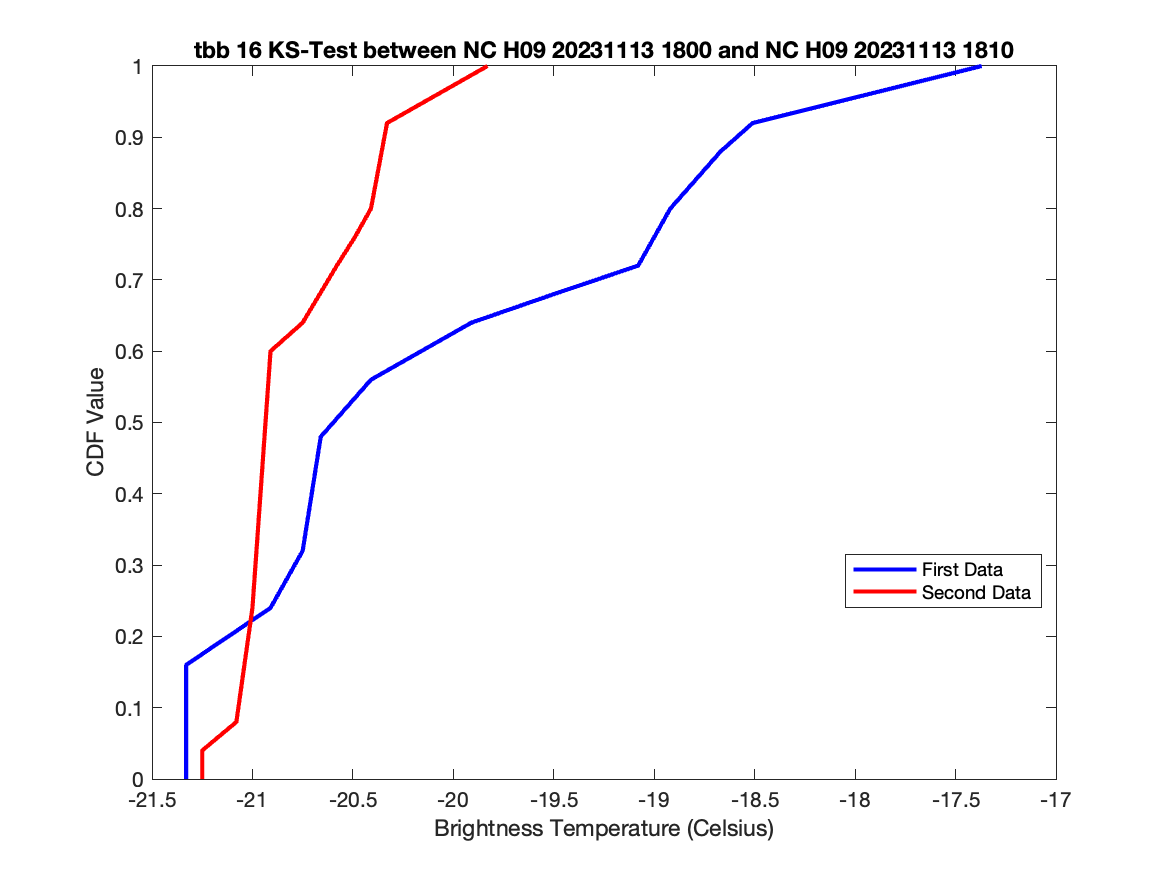 tbb 16 KS-Test between NC H09 20231113 1800 and NC H09 20231113 1810
1
0.9
0.8
0.7
0.6
0.5
0.4
0.3
0.2
0.1
0
CDF Value
First Data
Second Data
-21.5 -21 -20.5 -20 -19.5 -19 -18.5 -18 -17.5 -17
Brightness Temperature (Celsius)